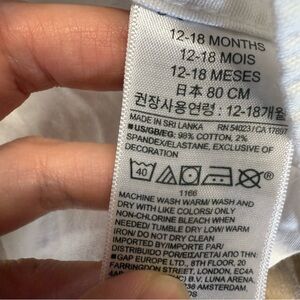 12-18 MONTHS
12-18 MOIS
12-18 MESES
日本 80 CM
권장사용연령: 12-18개월
MADE IN SRI LANKA RN 54023/ CA 17897
■US/GB/EG: 98% COTTON, 2%
SPANDEX/ELASTANE, EXCLUSIVE OF
DECORATION
40
1166
MACHINE WASH WARM/ WASH AND
DRY WITH LIKE COLORS/ ONLY
NON-CHLORINE BLEACH WHEN
NEEDED/ TUMBLE DRY LOW/ WARM
IRON/ DO NOT DRY CLEAN
IMPORTED BY/IMPORTE PAR/
DISTRIBUIDO POR/
■GAP EUROPE LTD., 8TH FLOOR, 20
FARRINGDON STREET, LONDON, EC4A
B.V. LUNA ARENA,